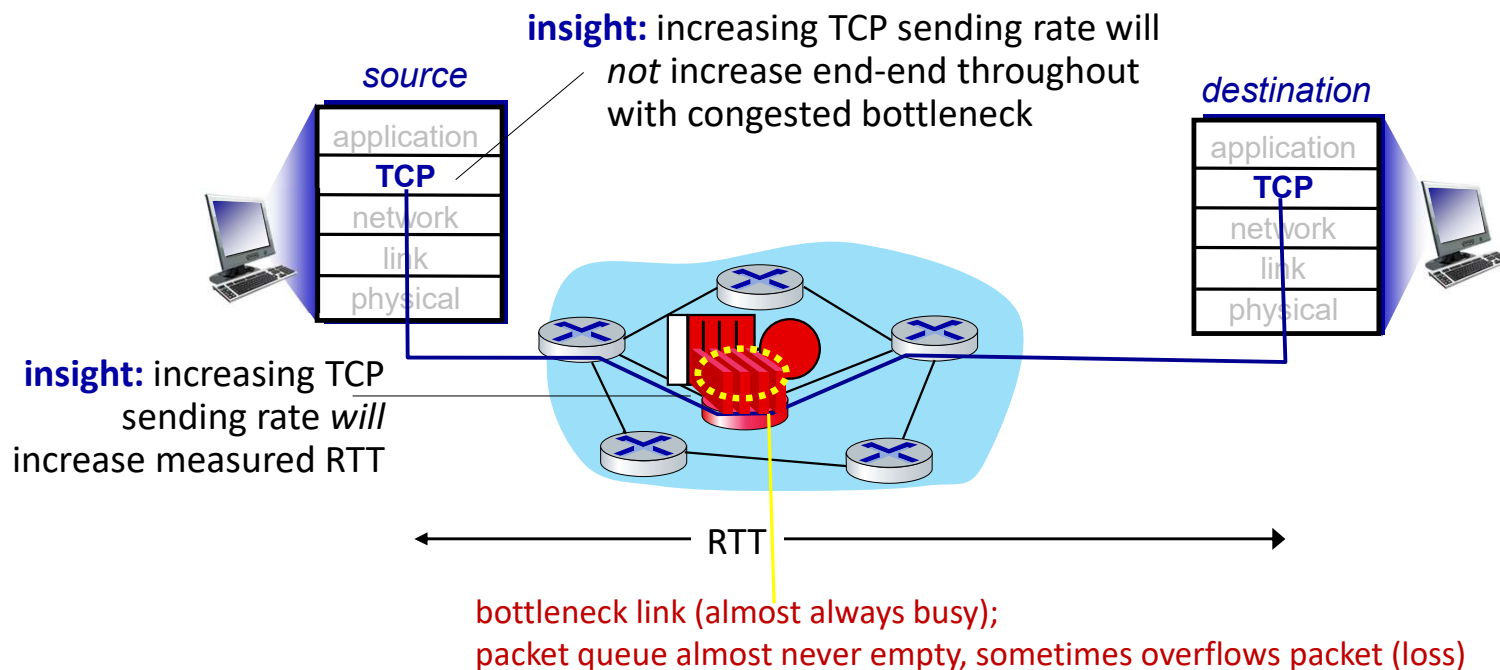 insight: increasing TCP sending rate will
not increase end-end throughout
with congested bottleneck
source
application
TCP
network
link
physical
destination
application
TCP
network
link
physical
insight: increasing TCP
sending rate will
increase measured RTT
RTT
bottleneck link (almost always busy);
packet queue almost never empty, sometimes overflows packet (loss)